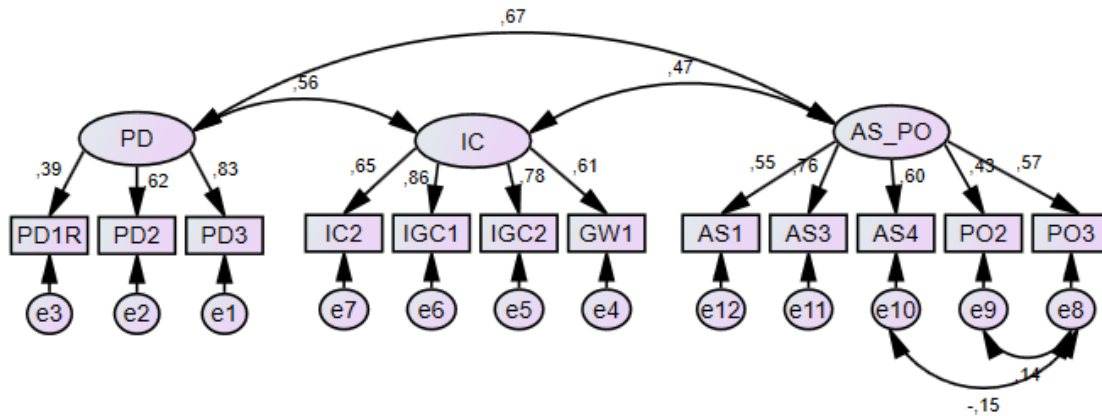 ,67
,56 ,47
PD IC AS_PO
,39 ,62 ,83 ,65 ,86 ,78 ,61 ,55 ,76 ,60 ,43 ,57
PD1R PD2 PD3 IC2 IGC1 IGC2 GW1 AS1 AS3 AS4 PO2 PO3
e3 e2 e1 e7 e6 e5 e4 e12 e11 e10 e9 e8
,14
-,15